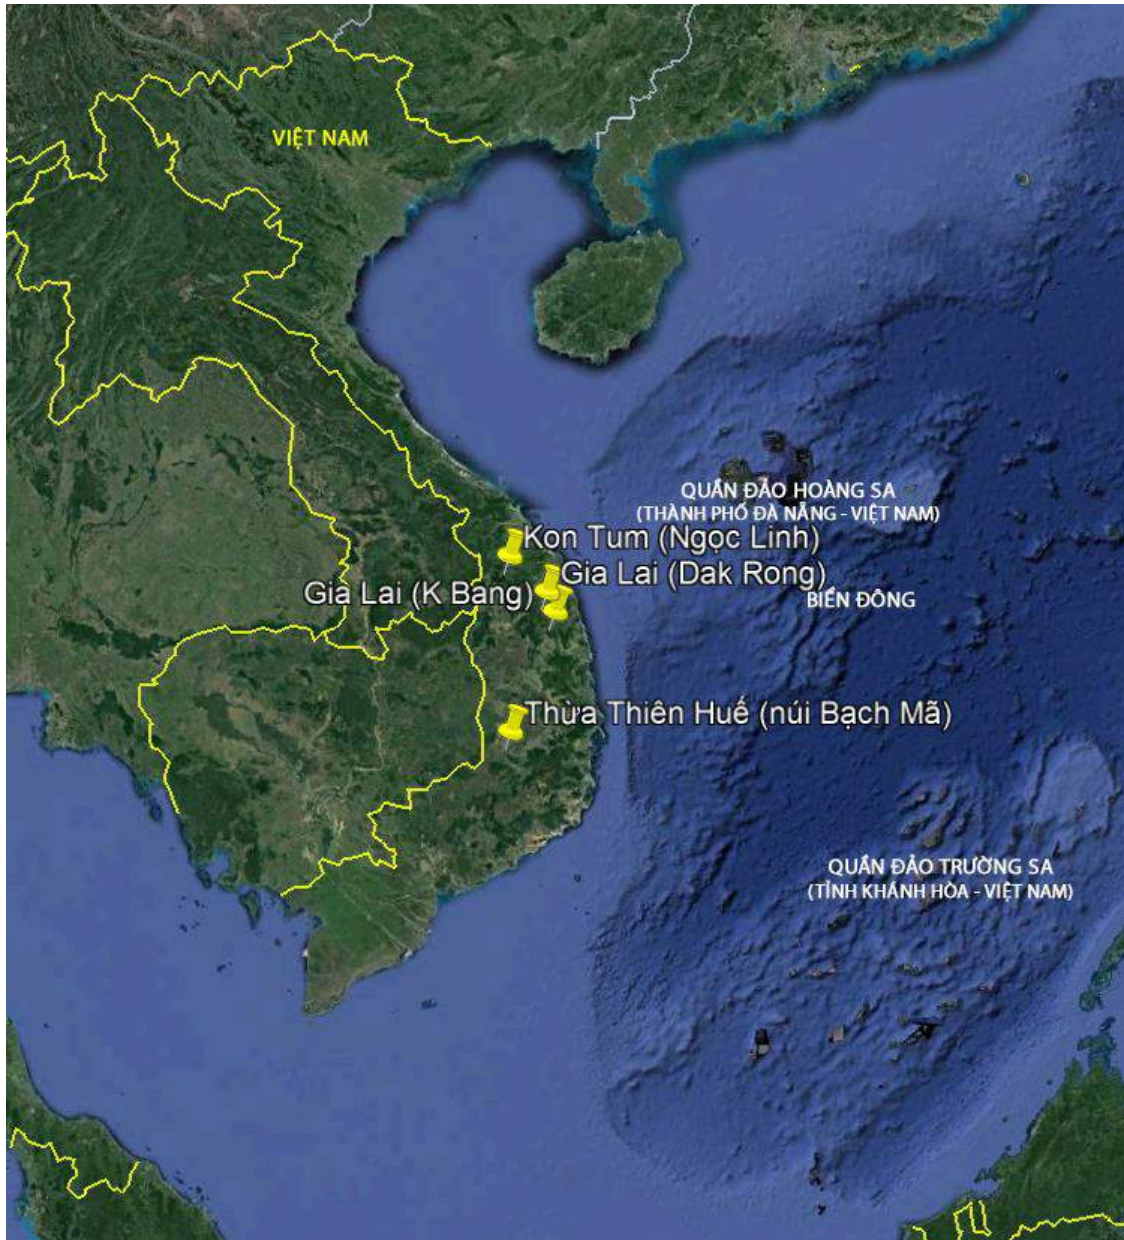 VIỆT NAM
QUẦN ĐẢO HOÀNG SA
(THÀNH PHỐ ĐÀ NẴNG - VIỆT NAM)
Kon Tum (Ngọc Linh)
Gia Lai (Dak Rong)
Gia Lai (K Bang)
BIỂN ĐÔNG
Thừa Thiên Huế (núi Bạch Mã)
QUẦN ĐẢO TRƯỜNG SA
(TỈNH KHÁNH HÒA - VIỆT NAM)